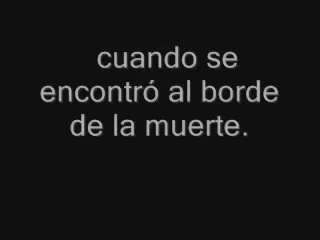 cuando se
encontró al borde
de la muerte.